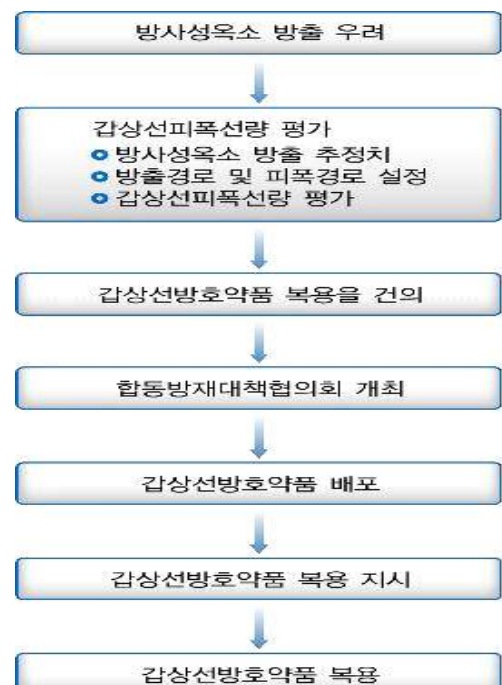 방사성옥소 방출 우려
갑상선피폭선량 평가
방사성옥소 방출 추정치
방출경로 및 피폭경로 설정
갑상선피폭선량 평가
갑상선방호약품 복용을 건의
합동방재대책협의회 개최
갑상선방호약품 배포
갑상선방호약품 복용 지시
갑상선방호약품 복용